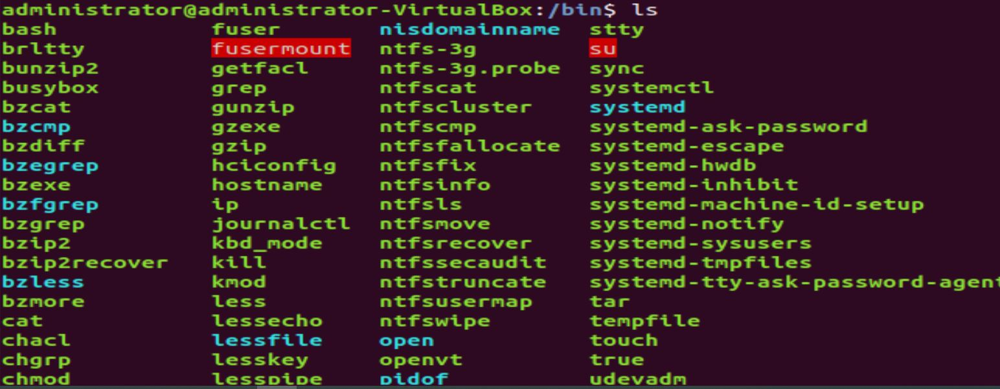 administrator@administrator-VirtualBox:/bin$ ls
bash fuser nisdomainname stty
brltty fusermount ntfs-3g su
bunzip2 getfacl ntfs-3g.probe sync
busybox grep ntfscat systemctl
bzcat gunzip ntfscluster systemd
bzcmp gzexe ntfscmp systemd-ask-password
bzdiff gzip ntfsfallocate systemd-escape
bzegrep hciconfig ntfsfix systemd-hwdb
bzexe hostname ntfsinfo systemd-inhibit
bzfgrep ip ntfsls systemd-machine-id-setup
bzgrep journalctl ntfsmove systemd-notify
bzip2 kbd_mode ntfsrecover systemd-sysusers
bzip2recover kill ntfssecaudit systemd-tmpfiles
bzless kmod ntfstruncate systemd-tty-ask-password-agent
bzmore less ntfsusermap tar
cat lessecho ntfswipe tempfile
chacl lessfile open touch
chgrp lesskey openvt true
chmod lesspipe pidof udevadm